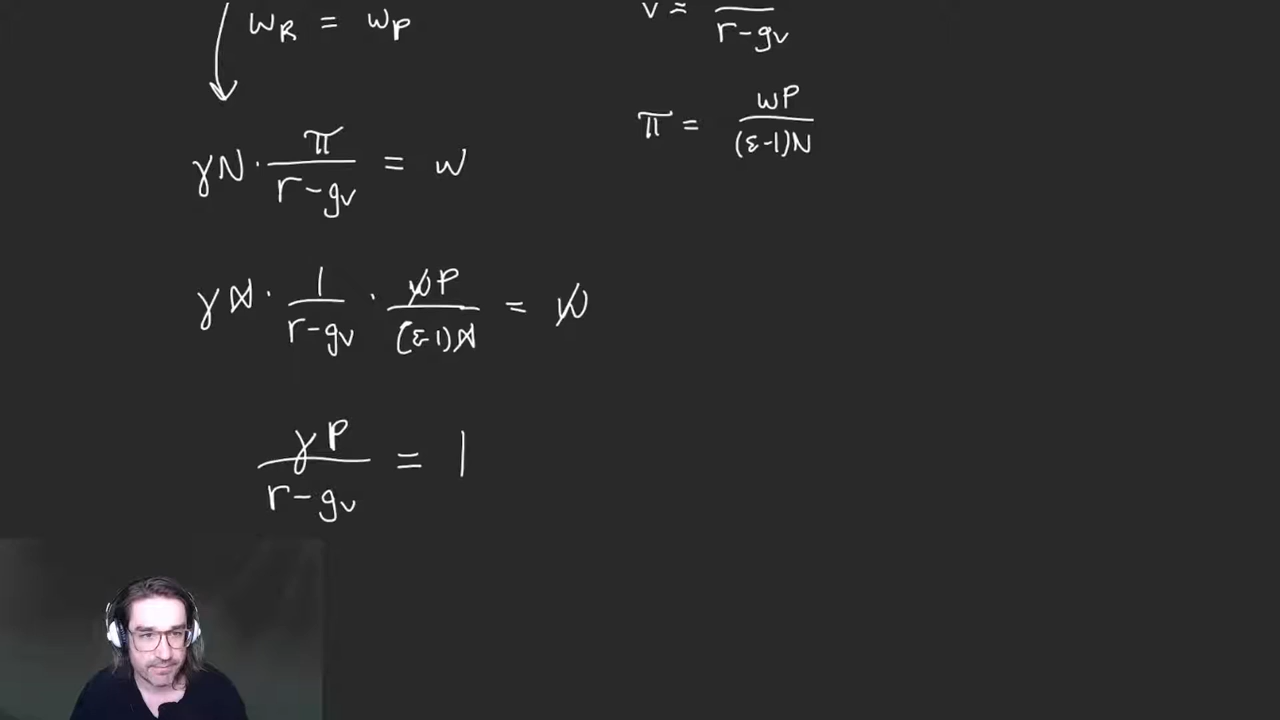 w_R = w_P
v = — / r-g_v
π = wP / (ε-1)N
γN · π / r-g_v = w
γN · 1 / r-g_v · wP / (ε-1)N = w
γP / r-g_v = 1